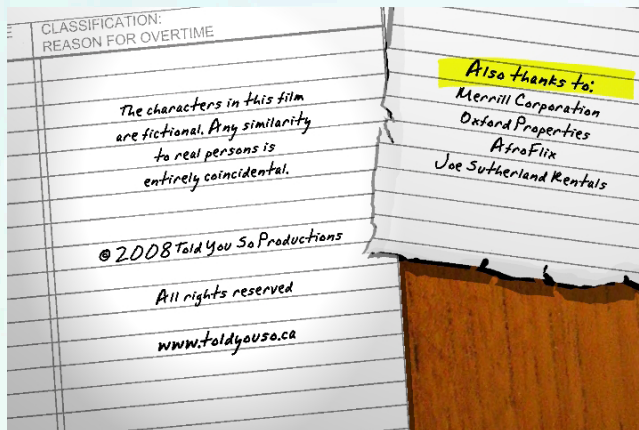 CLASSIFICATION:
REASON FOR OVERTIME
The characters in this film
are fictional. Any similarity
to real persons is
entirely coincidental.
© 2008 Told You So Productions
All rights reserved
www.toldyouso.ca
Also thanks to:
Merrill Corporation
Oxford Properties
AfroFlix
Joe Sutherland Rentals